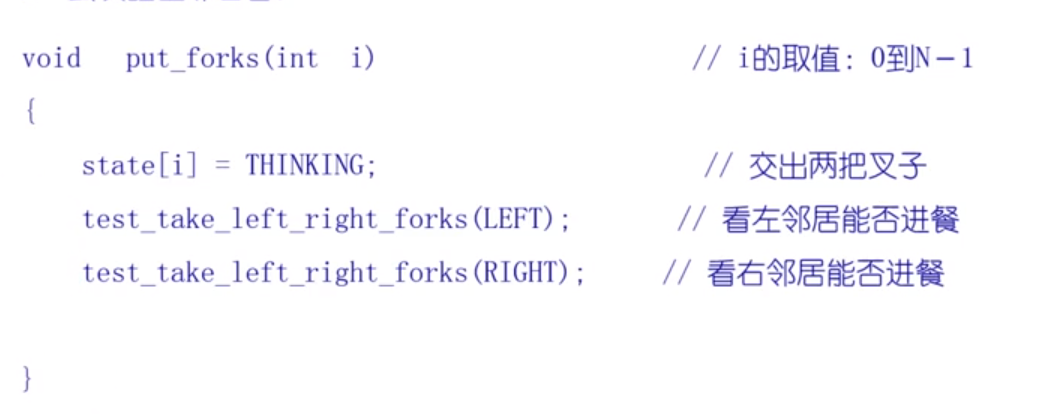 void put_forks(int i) // i的取值: 0到N-1
{
state[i] = THINKING; // 交出两把叉子
test_take_left_right_forks(LEFT); // 看左邻居能否进餐
test_take_left_right_forks(RIGHT); // 看右邻居能否进餐
}